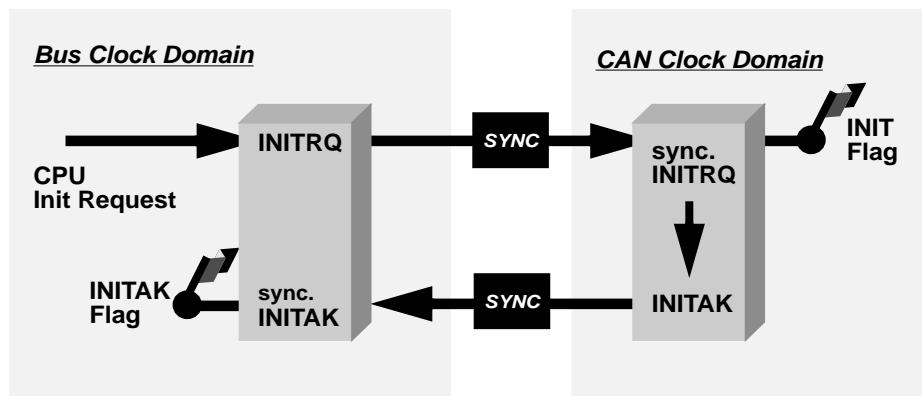 Bus Clock Domain
CAN Clock Domain
CPU
Init Request
INITRQ
SYNC
sync.
INITRQ
INIT
Flag
INITAK
Flag
sync.
INITAK
SYNC
INITAK